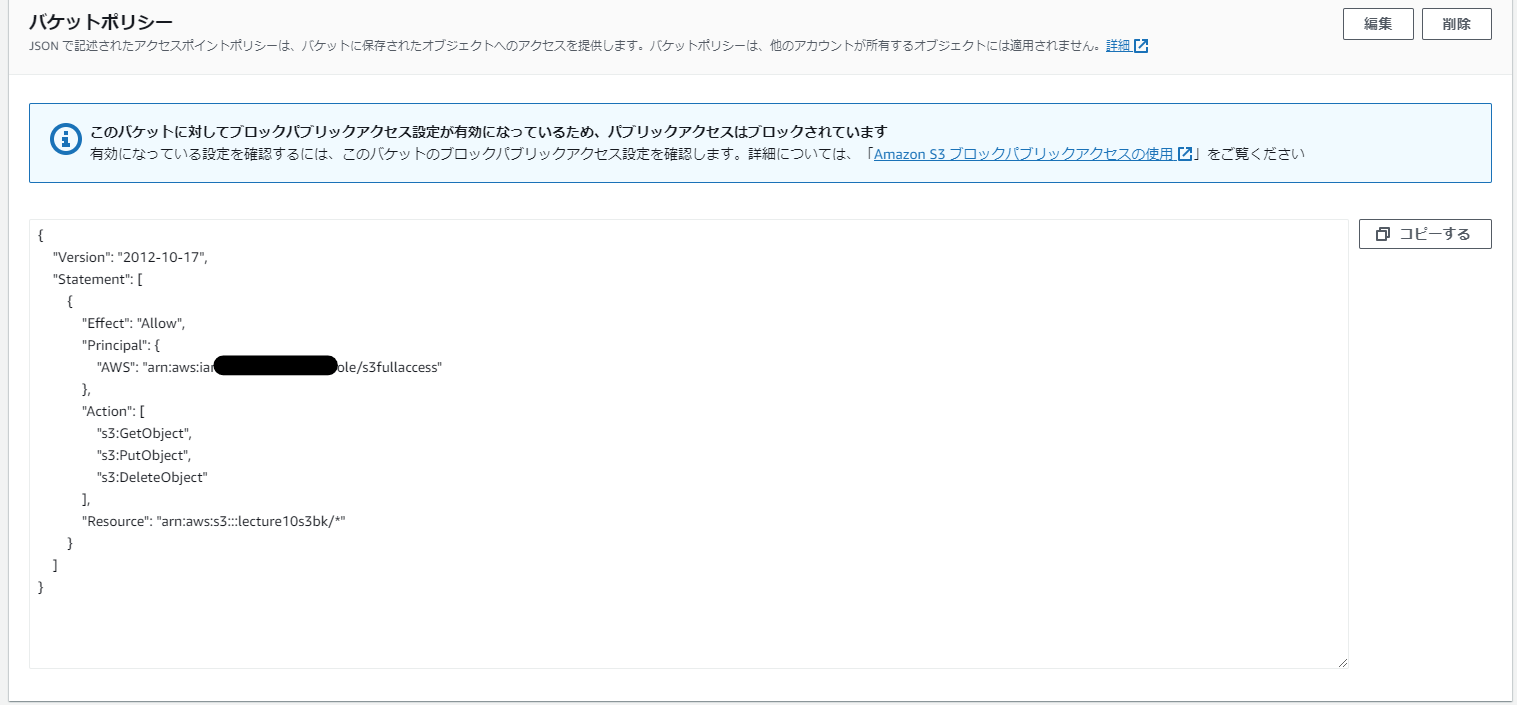 バケットポリシー
編集
削除
JSON で記述されたアクセスポイントポリシーは、バケットに保存されたオブジェクトへのアクセスを提供します。バケットポリシーは、他のアカウントが所有するオブジェクトには適用されません。詳細
このバケットに対してブロックパブリックアクセス設定が有効になっているため、パブリックアクセスはブロックされています
有効になっている設定を確認するには、このバケットのブロックパブリックアクセス設定を確認します。詳細については、「Amazon S3 ブロックパブリックアクセスの使用」をご覧ください
コピーする
{
"Version": "2012-10-17",
"Statement": [
{
"Effect": "Allow",
"Principal": {
"AWS": "arn:aws:iam ole/s3fullaccess"
},
"Action": [
"s3:GetObject",
"s3:PutObject",
"s3:DeleteObject"
],
"Resource": "arn:aws:s3:::lecture10s3bk/*"
}
]
}